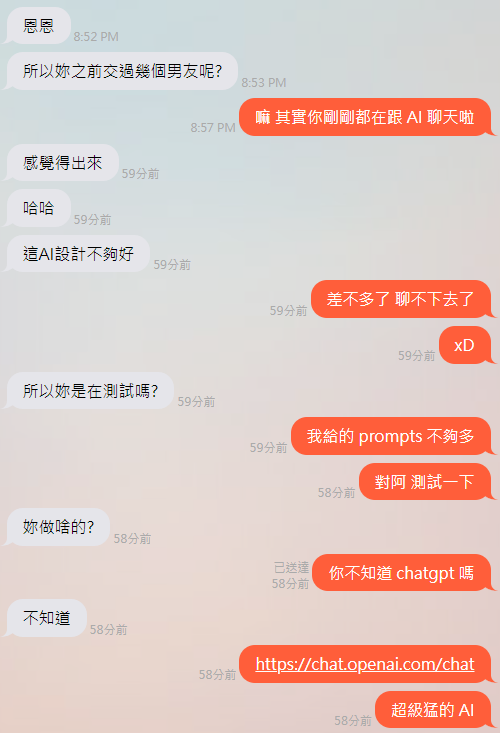 恩恩
8:52 PM
所以妳之前交過幾個男友呢?
8:53 PM
嘛 其實你剛剛都在跟 AI 聊天啦
8:57 PM
感覺得出來
59分前
哈哈
59分前
這AI設計不夠好
59分前
差不多了 聊不下去了
59分前
xD
59分前
所以妳是在測試嗎?
59分前
我給的 prompts 不夠多
59分前
對阿 測試一下
58分前
妳做啥的?
58分前
你不知道 chatgpt 嗎
已送達
58分前
不知道
58分前
https://chat.openai.com/chat
58分前
超級猛的 AI
58分前